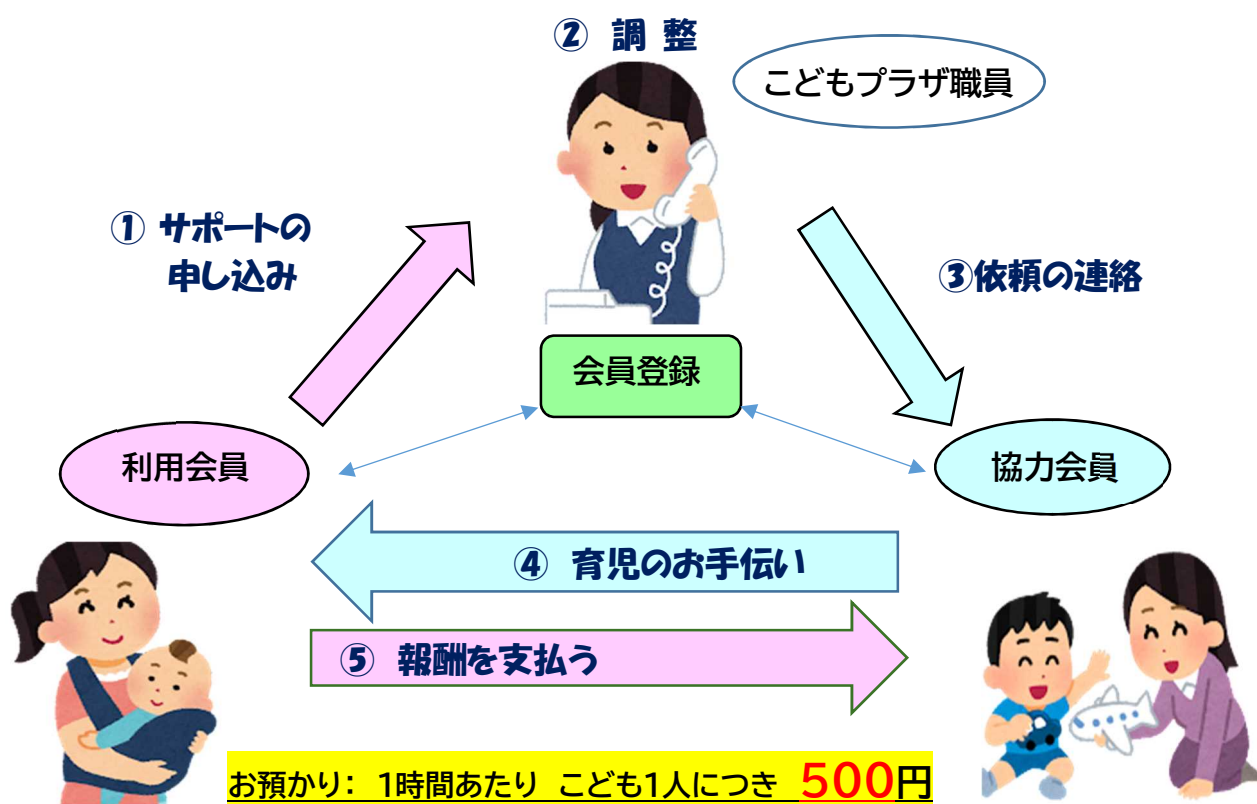 ② 調 整
こどもプラザ職員
① サポートの
申し込み
③依頼の連絡
会員登録
利用会員
協力会員
④ 育児のお手伝い
⑤ 報酬を支払う
お預かり： 1時間あたり こども1人につき 500円